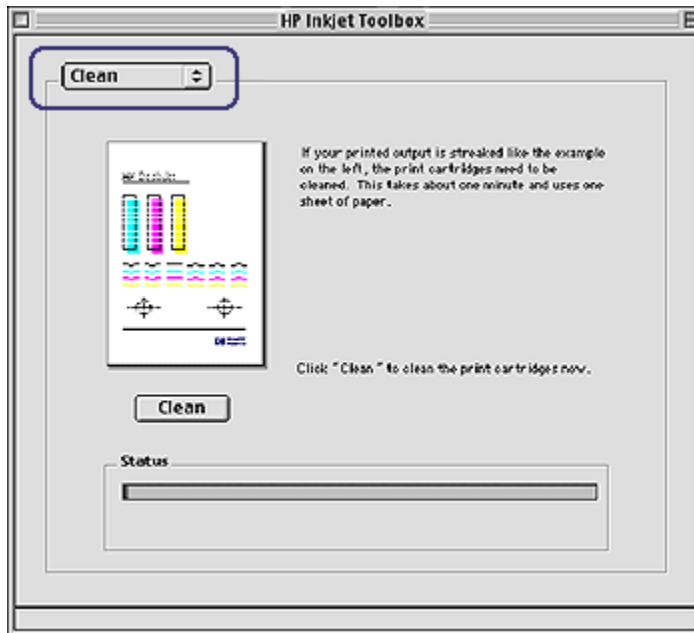 HP Inkjet Toolbox
Clean
If your printed output is streaked like the example
on the left, the print cartridges need to be
cleaned. This takes about one minute and uses one
sheet of paper.
Click "Clean" to clean the print cartridges now.
Clean
Status